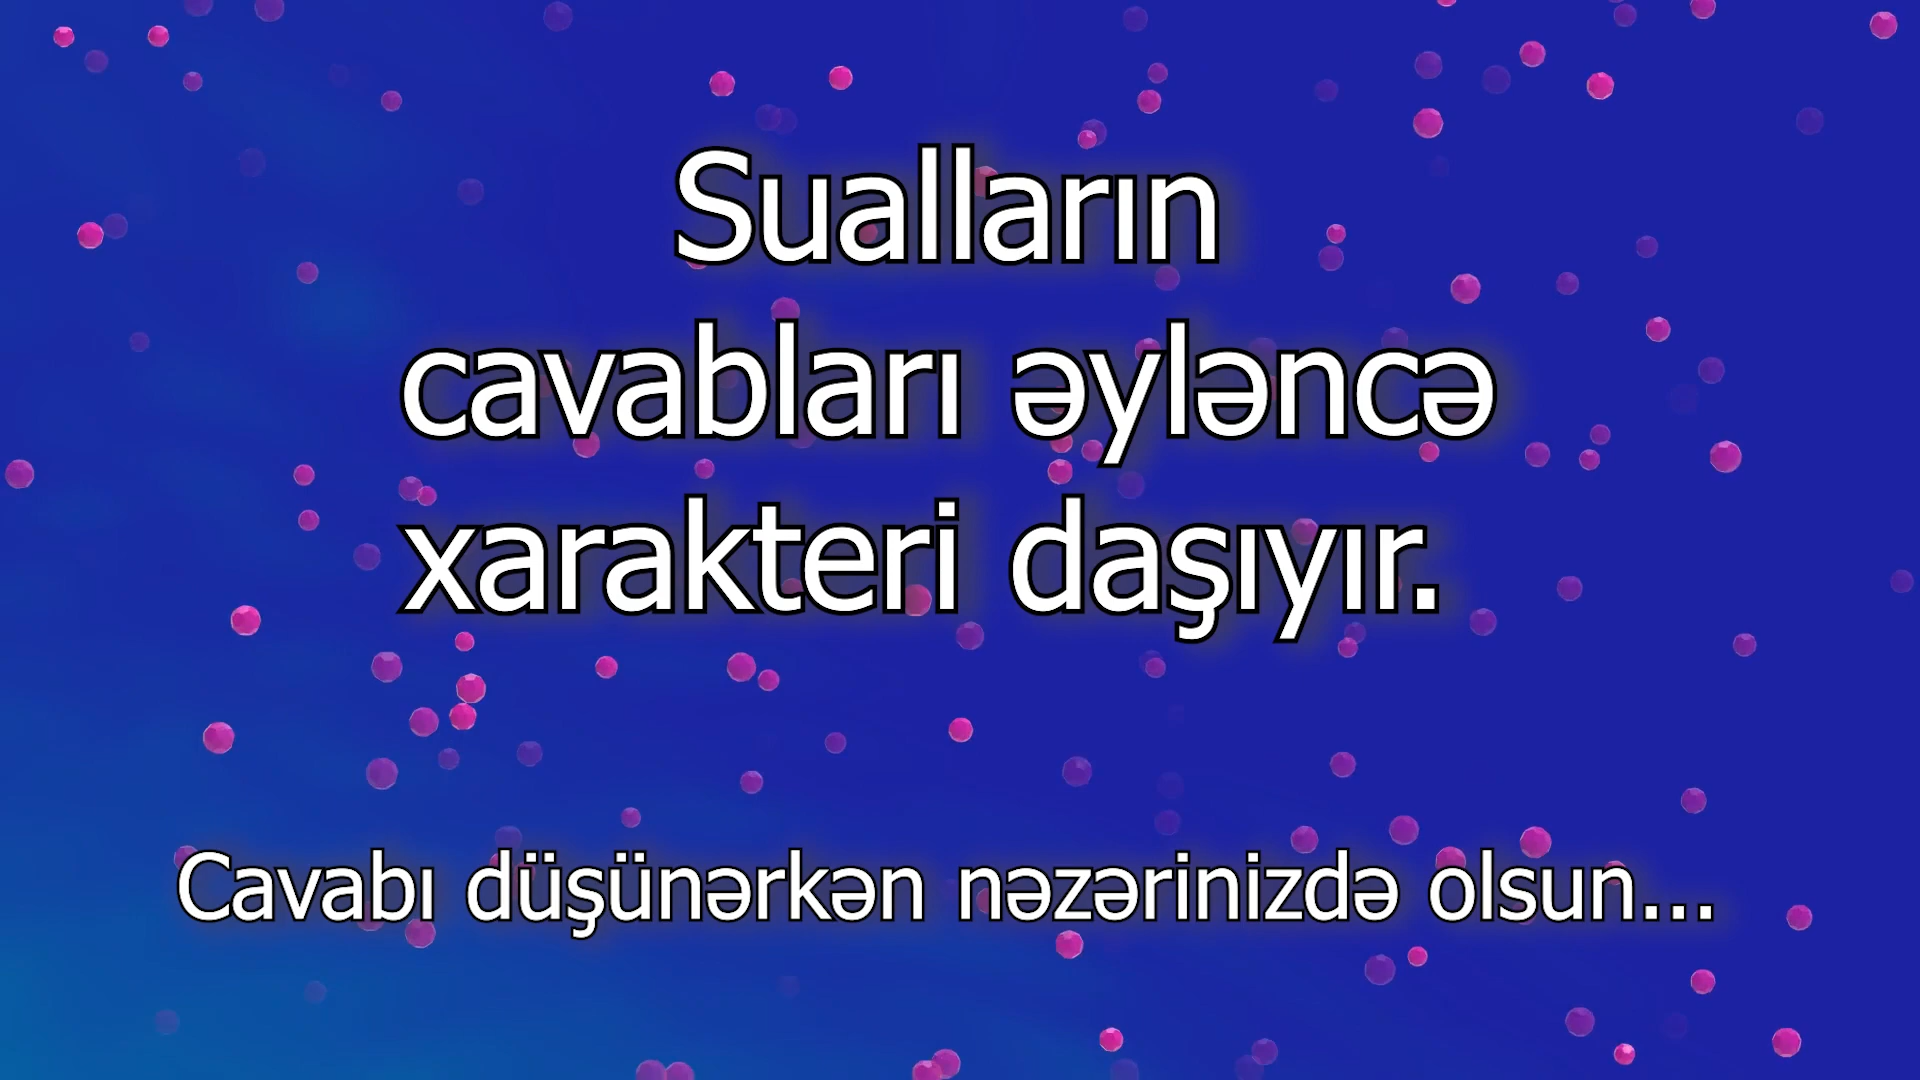 Sualların
cavabları əyləncə
xarakteri daşıyır.
Cavabı düşünərkən nəzərinizdə olsun...